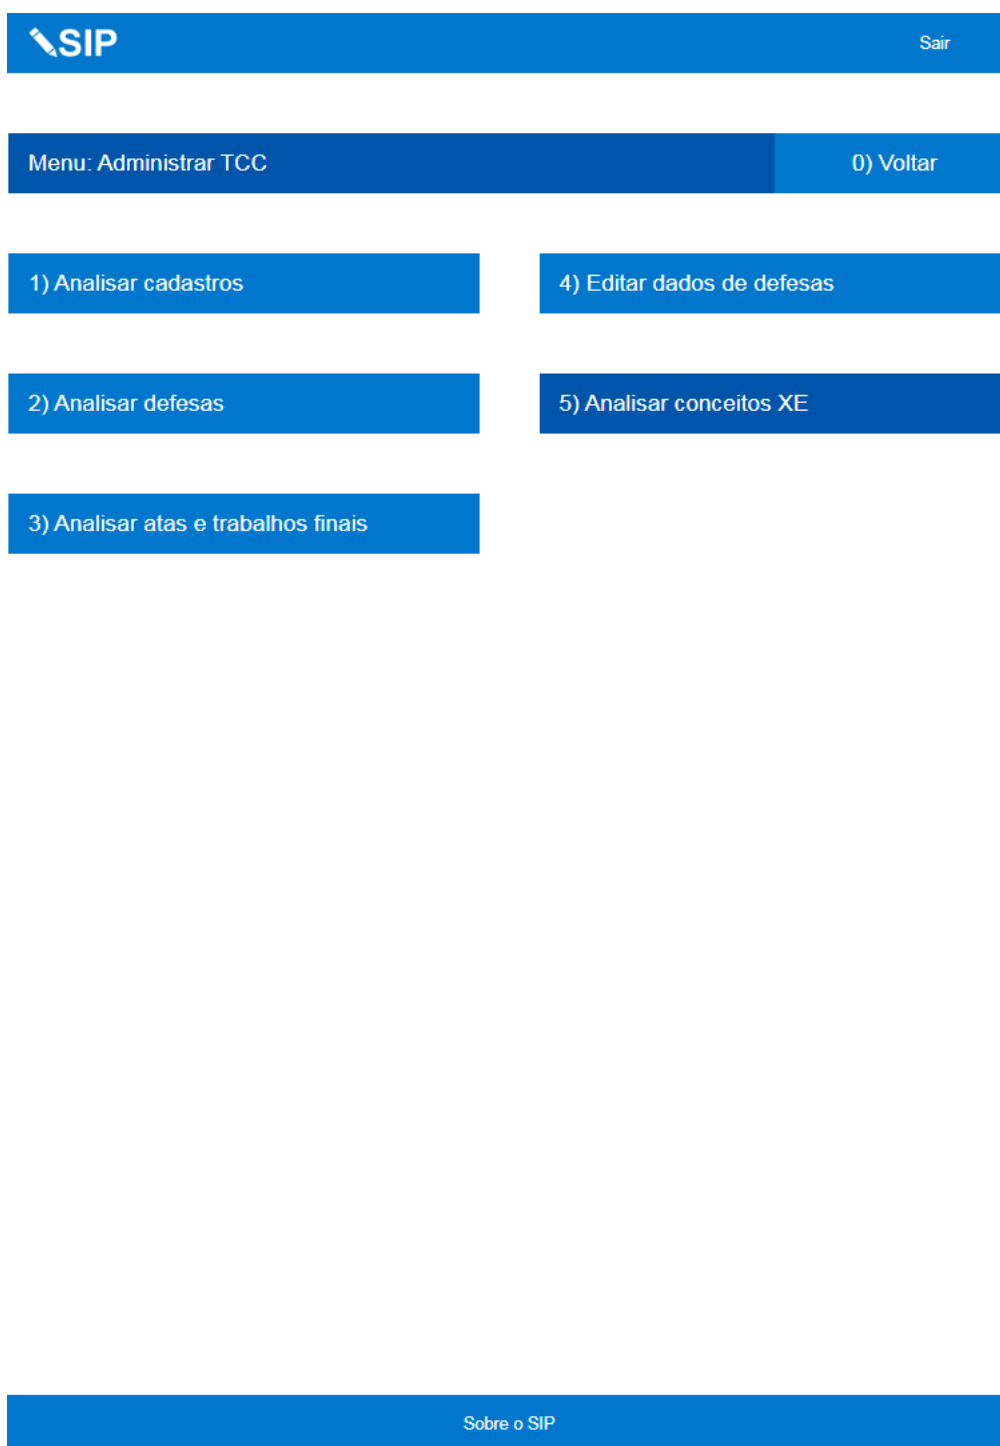 SIP
Sair
Menu: Administrar TCC
0) Voltar
1) Analisar cadastros
4) Editar dados de defesas
2) Analisar defesas
5) Analisar conceitos XE
3) Analisar atas e trabalhos finais
Sobre o SIP